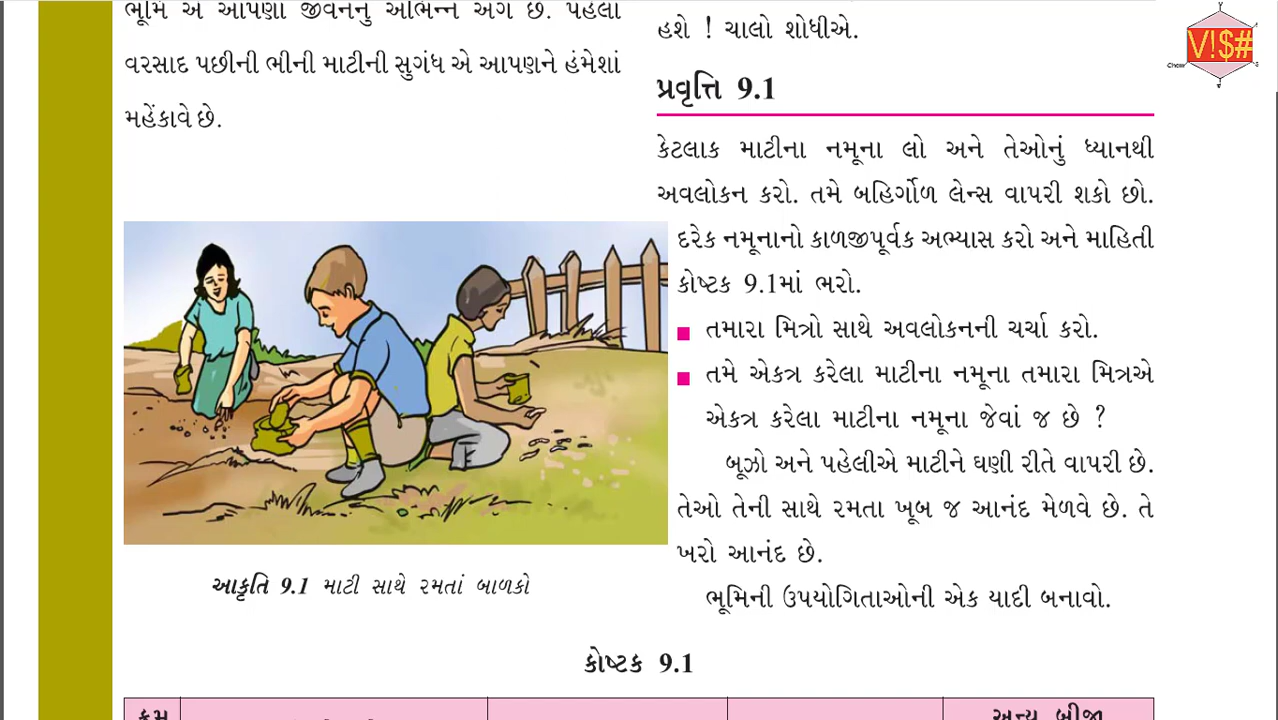 ભૂમિ એ આપણા જીવનનું અભિન્ન અંગ છે. પહેલા
વરસાદ પછીની ભીની માટીની સુગંધ એ આપણને હંમેશાં
મહેંકાવે છે.
આકૃતિ 9.1 માટી સાથે રમતાં બાળકો
હશે ! ચાલો શોધીએ.
પ્રવૃત્તિ 9.1
કેટલાક માટીના નમૂના લો અને તેઓનું ધ્યાનથી
અવલોકન કરો. તમે બહિર્ગોળ લેન્સ વાપરી શકો છો.
દરેક નમૂનાનો કાળજીપૂર્વક અભ્યાસ કરો અને માહિતી
કોષ્ટક 9.1માં ભરો.
તમારા મિત્રો સાથે અવલોકનની ચર્ચા કરો.
તમે એકત્ર કરેલા માટીના નમૂના તમારા મિત્રએ
એકત્ર કરેલા માટીના નમૂના જેવાં જ છે ?
બૂઝો અને પહેલીએ માટીને ઘણી રીતે વાપરી છે.
તેઓ તેની સાથે રમતા ખૂબ જ આનંદ મેળવે છે. તે
ખરો આનંદ છે.
ભૂમિની ઉપયોગિતાઓની એક યાદી બનાવો.
કોષ્ટક 9.1
ક્રમ
અન્ય બીજા
V!$#